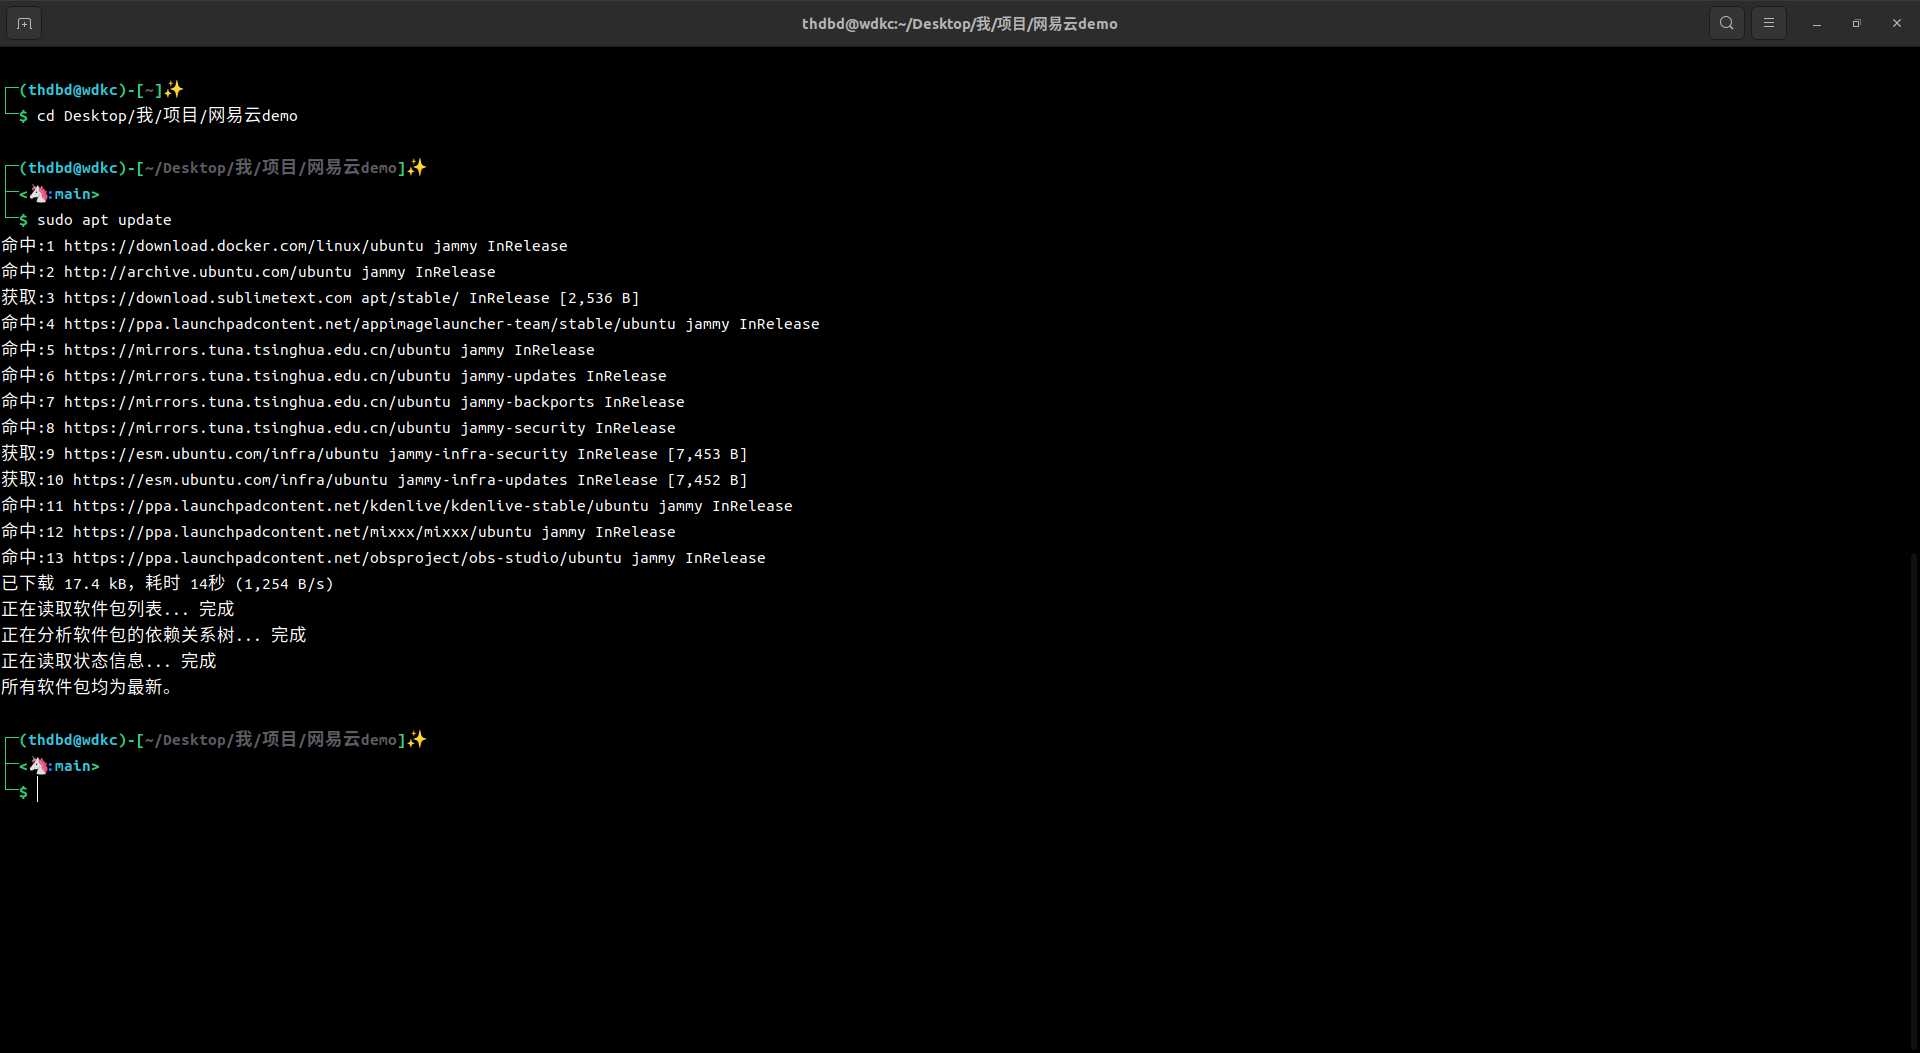 thdbd@wdkc:~/Desktop/我/项目/网易云demo
(thdbd@wdkc)-[~]✨
$ cd Desktop/我/项目/网易云demo
(thdbd@wdkc)-[~/Desktop/我/项目/网易云demo]✨
<🦄:main>
$ sudo apt update
命中:1 https://download.docker.com/linux/ubuntu jammy InRelease
命中:2 http://archive.ubuntu.com/ubuntu jammy InRelease
获取:3 https://download.sublimetext.com apt/stable/ InRelease [2,536 B]
命中:4 https://ppa.launchpadcontent.net/appimagelauncher-team/stable/ubuntu jammy InRelease
命中:5 https://mirrors.tuna.tsinghua.edu.cn/ubuntu jammy InRelease
命中:6 https://mirrors.tuna.tsinghua.edu.cn/ubuntu jammy-updates InRelease
命中:7 https://mirrors.tuna.tsinghua.edu.cn/ubuntu jammy-backports InRelease
命中:8 https://mirrors.tuna.tsinghua.edu.cn/ubuntu jammy-security InRelease
获取:9 https://esm.ubuntu.com/infra/ubuntu jammy-infra-security InRelease [7,453 B]
获取:10 https://esm.ubuntu.com/infra/ubuntu jammy-infra-updates InRelease [7,452 B]
命中:11 https://ppa.launchpadcontent.net/kdenlive/kdenlive-stable/ubuntu jammy InRelease
命中:12 https://ppa.launchpadcontent.net/mixxx/mixxx/ubuntu jammy InRelease
命中:13 https://ppa.launchpadcontent.net/obsproject/obs-studio/ubuntu jammy InRelease
已下载 17.4 kB，耗时 14秒 (1,254 B/s)
正在读取软件包列表... 完成
正在分析软件包的依赖关系树... 完成
正在读取状态信息... 完成
所有软件包均为最新。
(thdbd@wdkc)-[~/Desktop/我/项目/网易云demo]✨
<🦄:main>
$